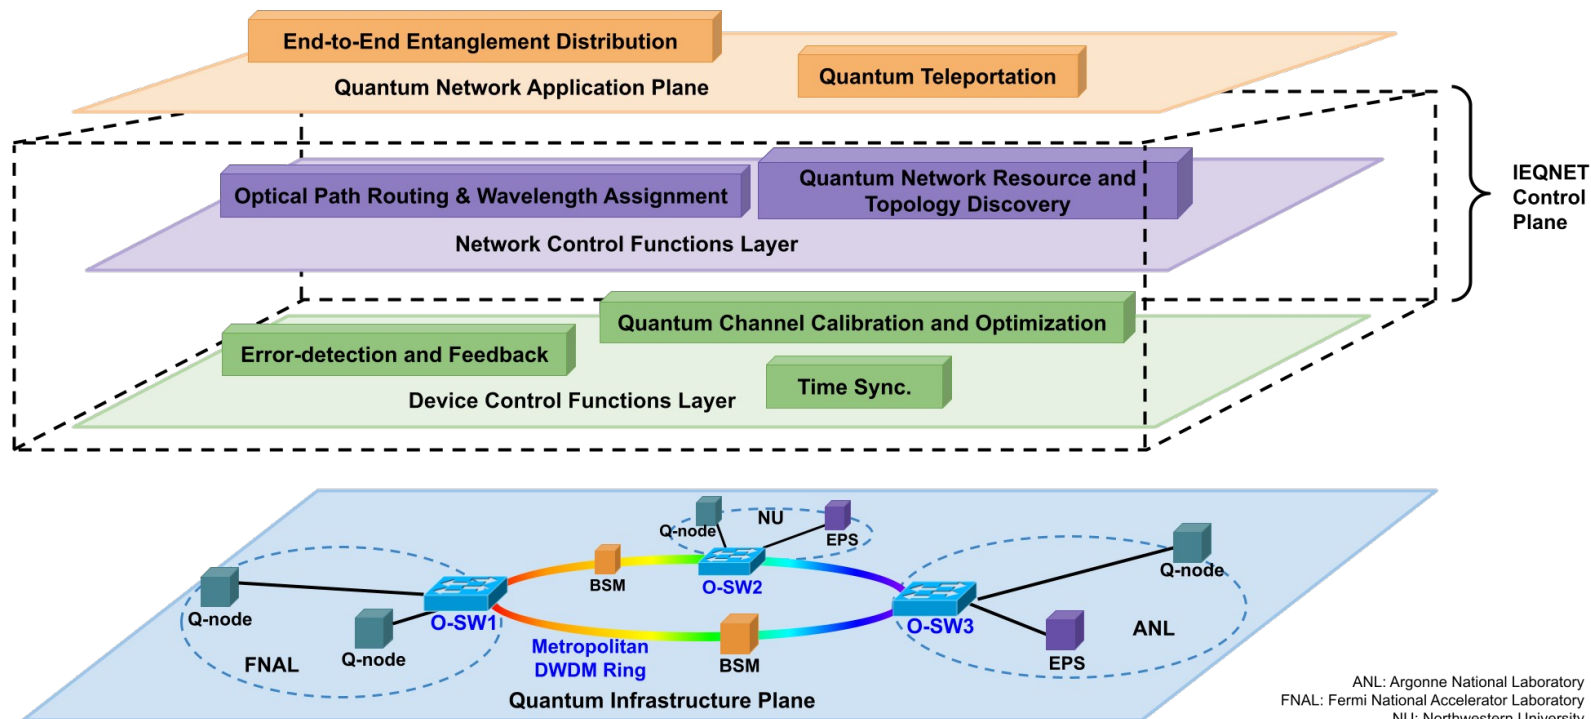 End-to-End Entanglement Distribution
Quantum Teleportation
Quantum Network Application Plane
Optical Path Routing & Wavelength Assignment
Quantum Network Resource and
Topology Discovery
Network Control Functions Layer
IEQNET
Control
Plane
Quantum Channel Calibration and Optimization
Error-detection and Feedback
Time Sync.
Device Control Functions Layer
Q-node
NU
EPS
BSM
O-SW2
Q-node
Q-node
O-SW1
Q-node
FNAL
Metropolitan
DWDM Ring
BSM
O-SW3
EPS
ANL
Quantum Infrastructure Plane
ANL: Argonne National Laboratory
FNAL: Fermi National Accelerator Laboratory
NU: Northwestern University